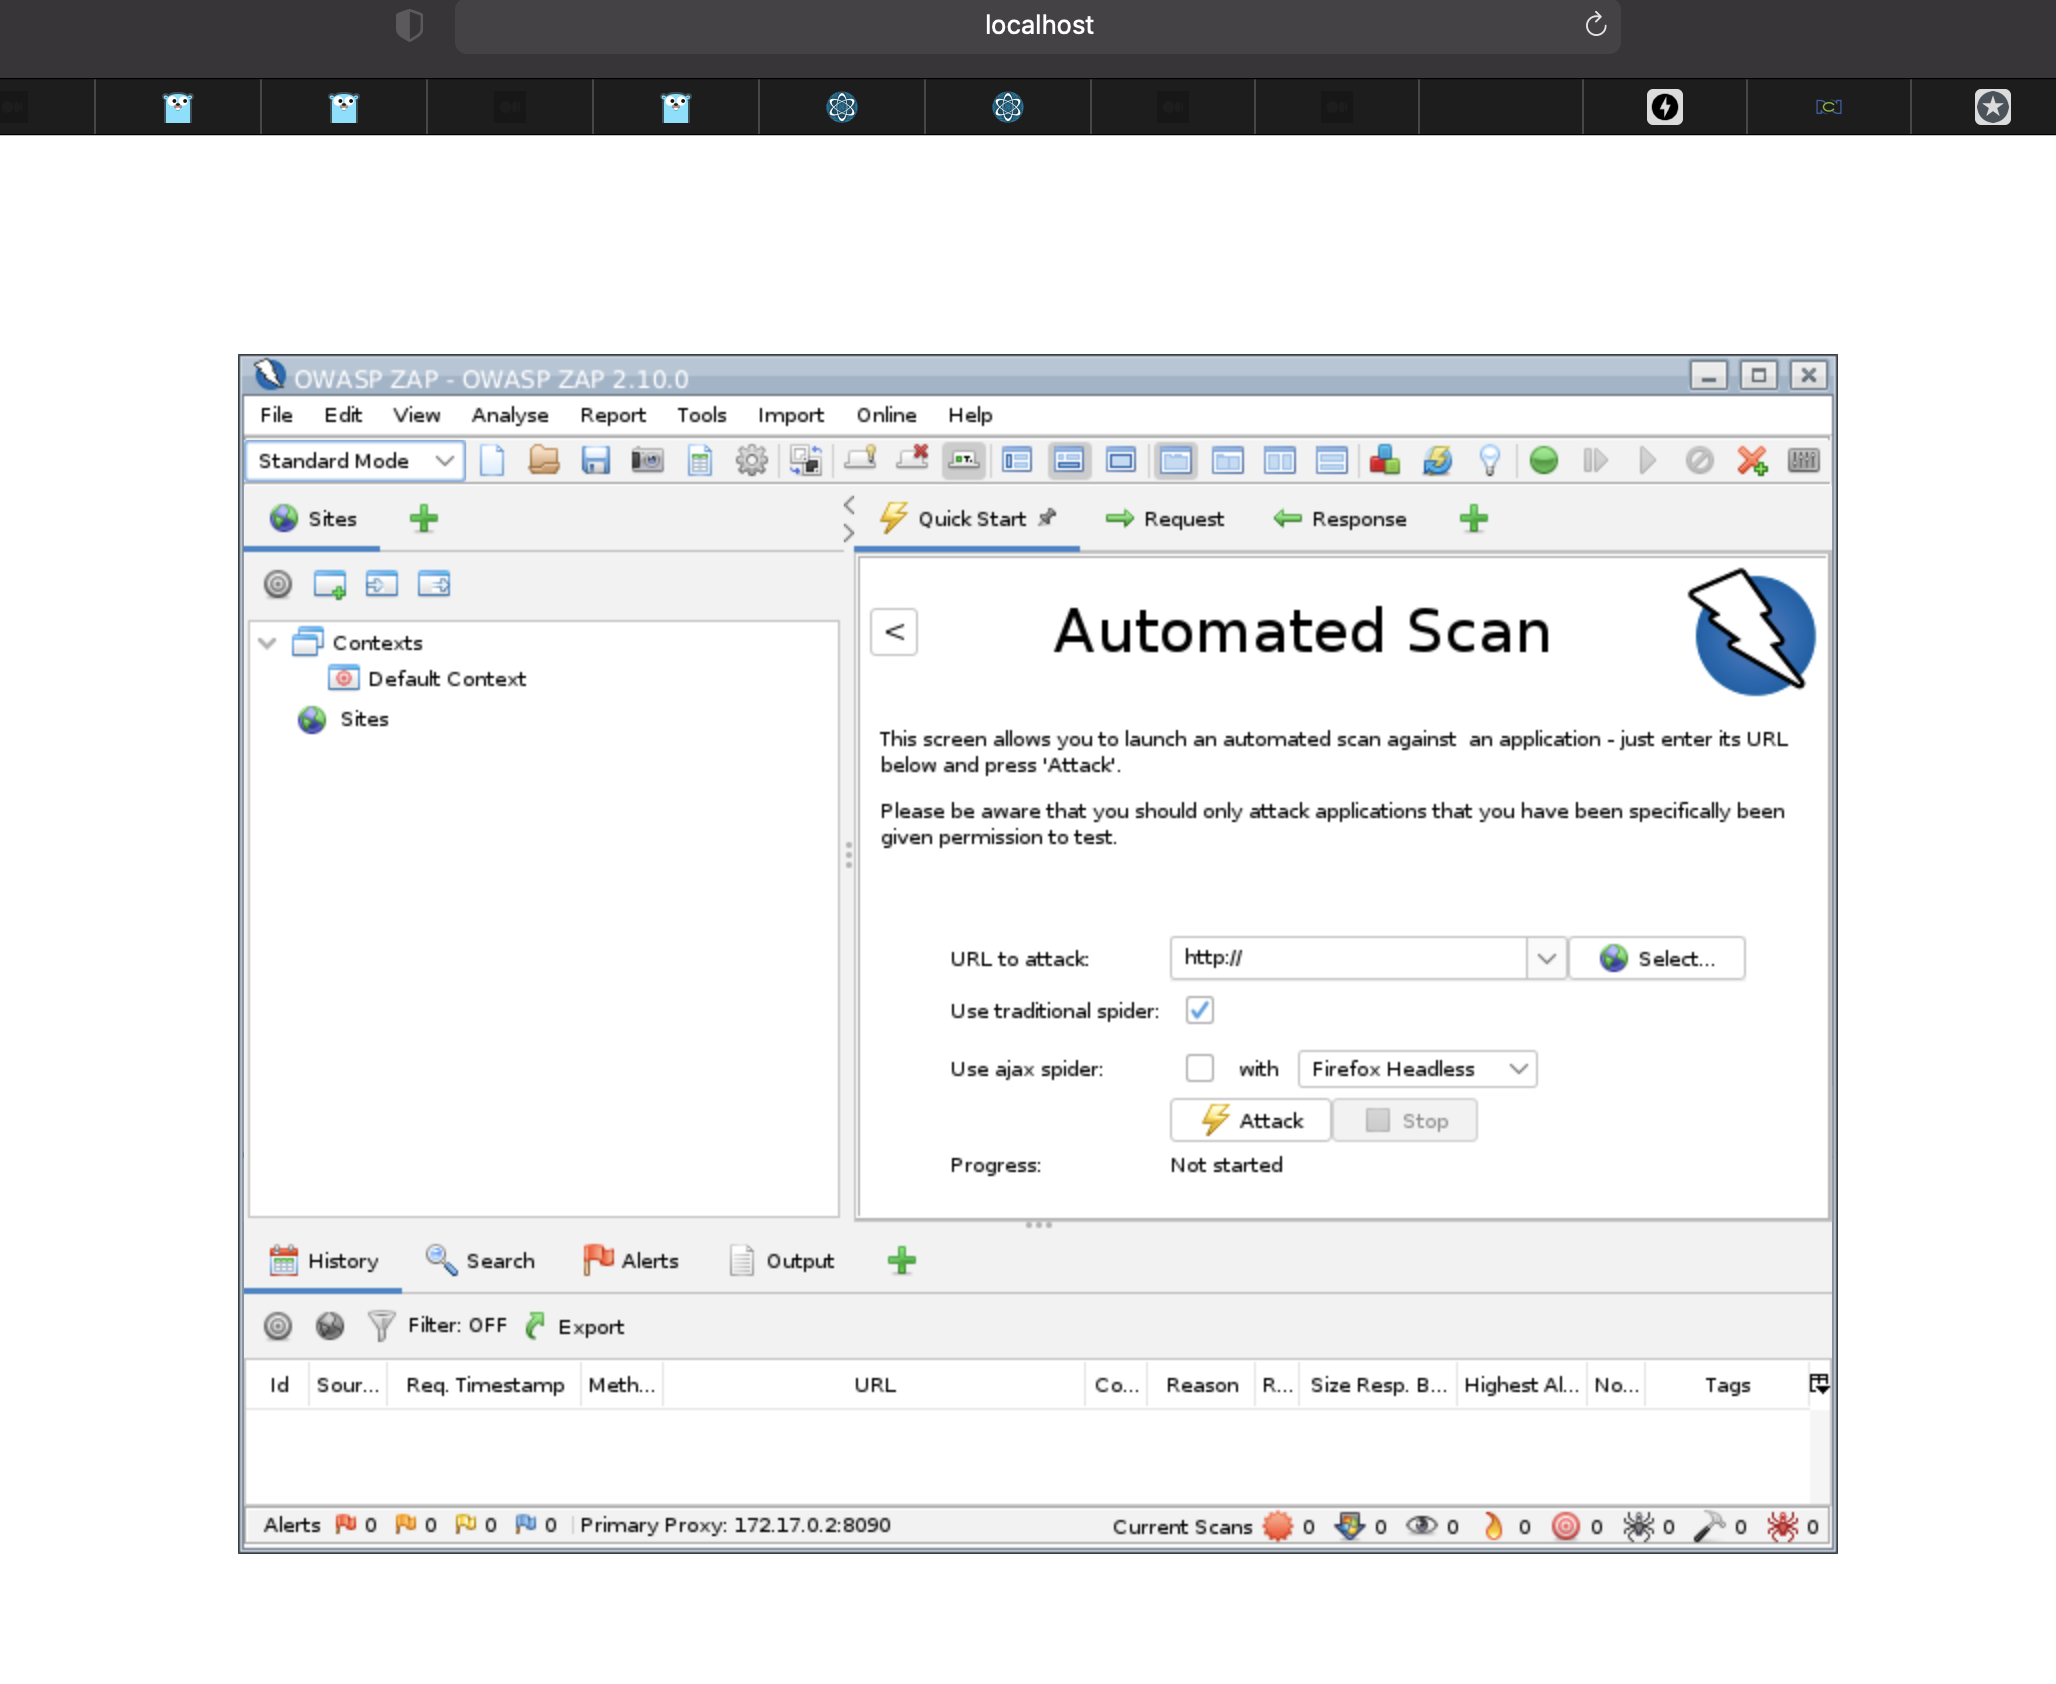 localhost
OWASP ZAP - OWASP ZAP 2.10.0
File Edit View Analyse Report Tools Import Online Help
Standard Mode
Sites
Quick Start Request Response
Contexts
Default Context
Sites
<
Automated Scan
This screen allows you to launch an automated scan against  an application - just enter its URL
below and press 'Attack'.
Please be aware that you should only attack applications that you have been specifically been
given permission to test.
URL to attack: http:// Select...
Use traditional spider:
Use ajax spider: with Firefox Headless
Attack Stop
Progress: Not started
History Search Alerts Output
Filter: OFF Export
Id Sour... Req. Timestamp Meth... URL Co... Reason R... Size Resp. B... Highest Al... No... Tags
Alerts 0 0 0 0 Primary Proxy: 172.17.0.2:8090 Current Scans 0 0 0 0 0 0 0 0